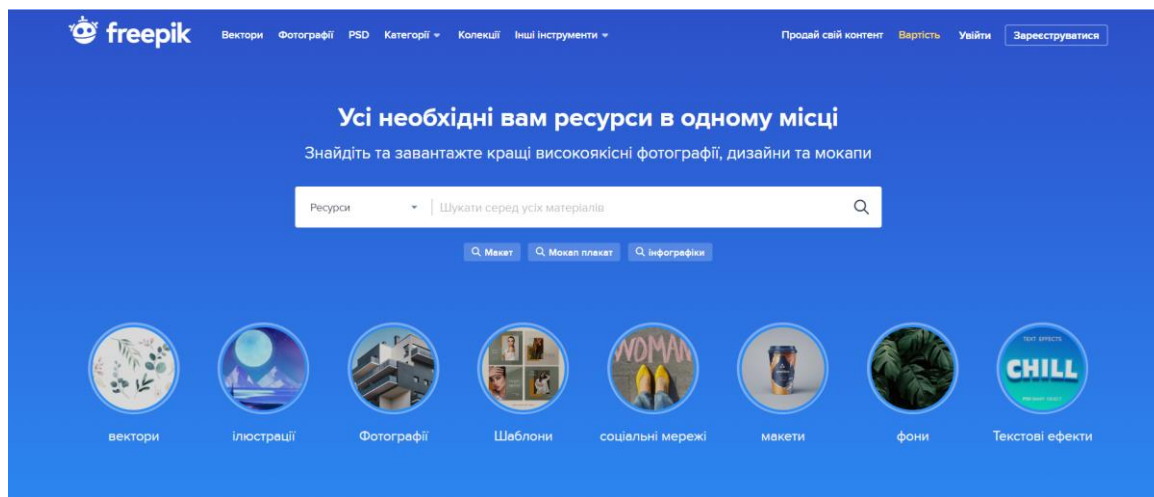 freepik Вектори Фотографії PSD Категорії Колекції Інші інструменти Продай свій контент Вартість Увійти Зареєструватися
Усі необхідні вам ресурси в одному місці
Знайдіть та завантажте кращі високоякісні фотографії, дизайни та мокапи
Ресурси Шукати серед усіх матеріалів
Макет Мокап плакат інфографіки
WOMAN
TEXT EFFECTS
CHILL
вектори ілюстрації Фотографії Шаблони соціальні мережі макети фони Текстові ефекти